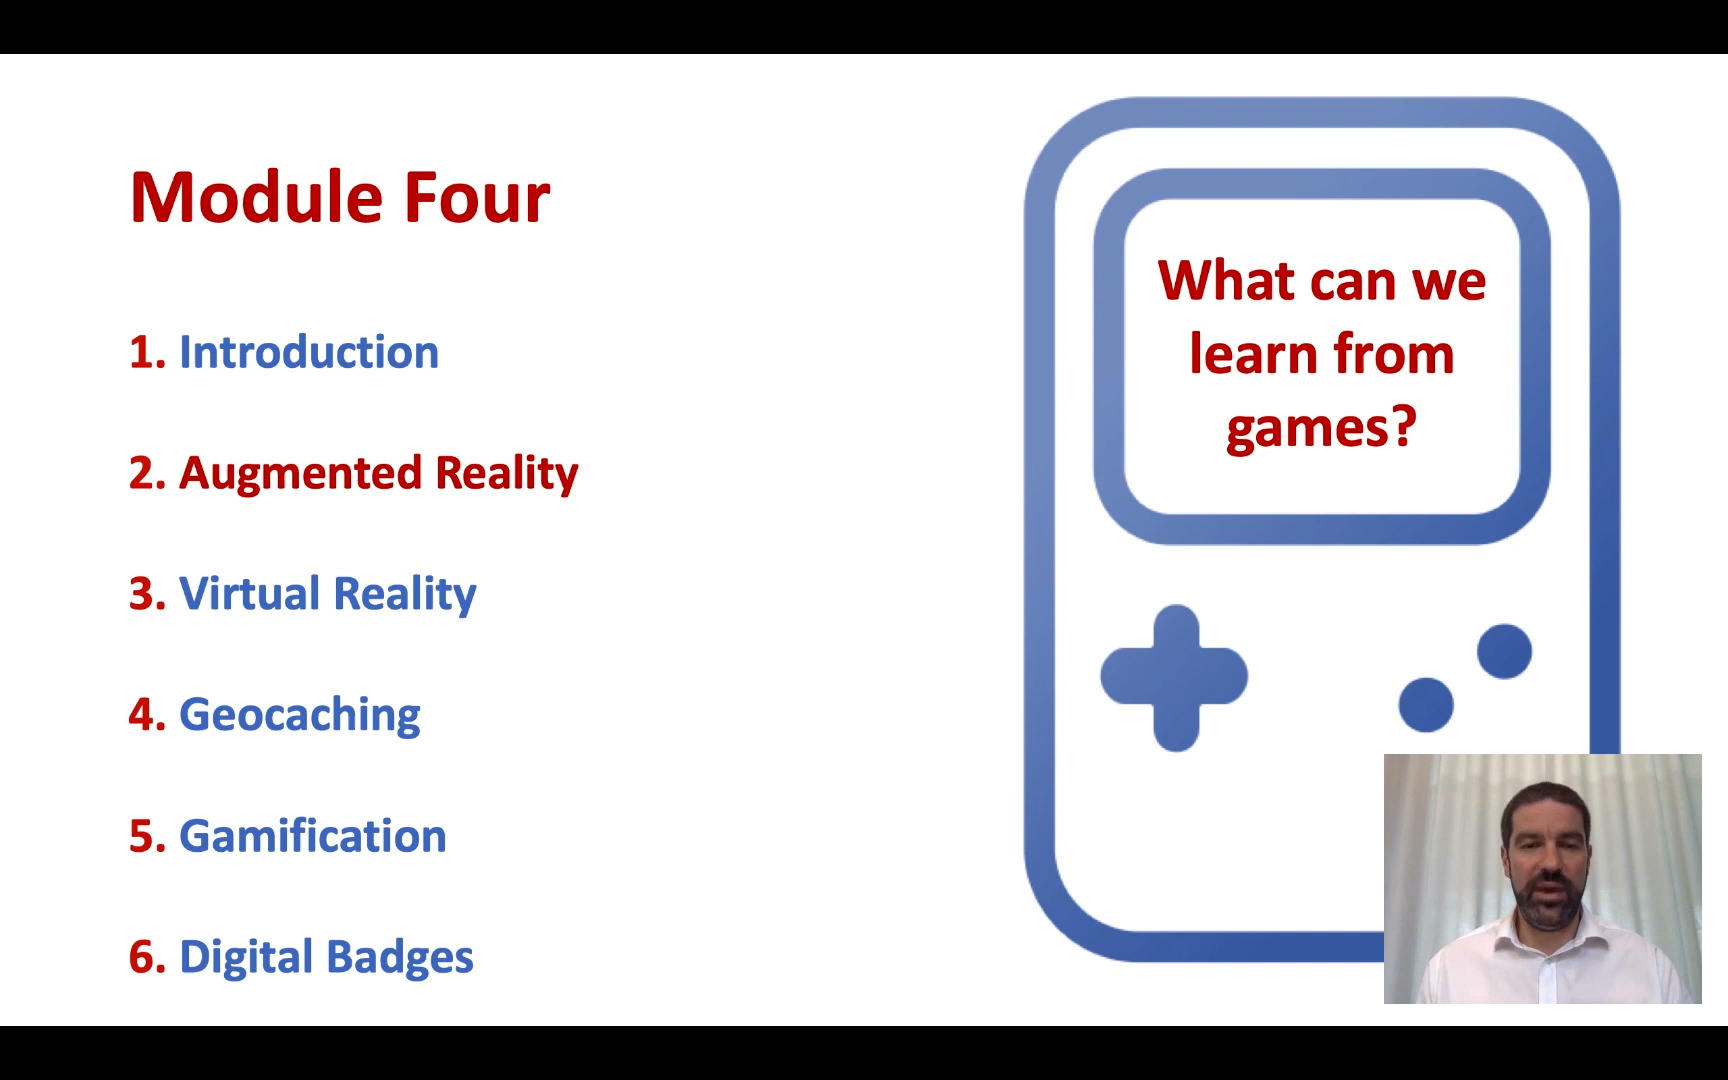 Module Four
1. Introduction
2. Augmented Reality
3. Virtual Reality
4. Geocaching
5. Gamification
6. Digital Badges
What can we
learn from
games?